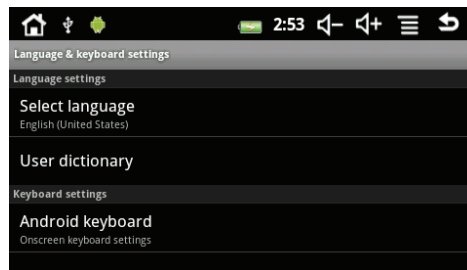 2:53
Language & keyboard settings
Language settings
Select language
English (United States)
User dictionary
Keyboard settings
Android keyboard
Onscreen keyboard settings